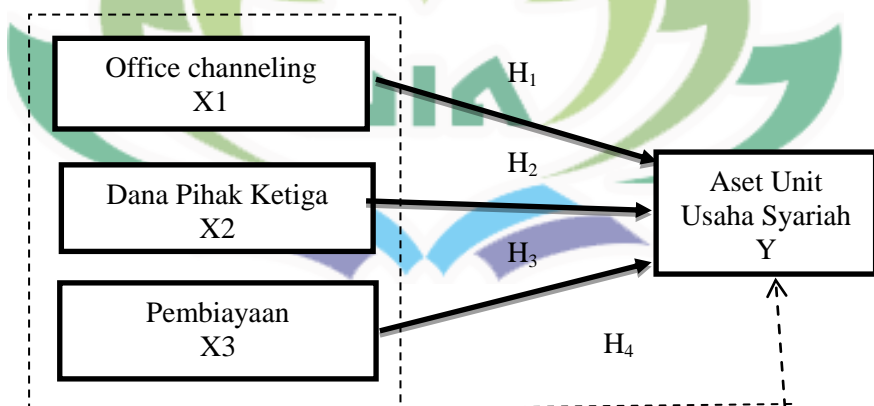 Office channeling
X1
H₁
Dana Pihak Ketiga
X2
H₂
Aset Unit
Usaha Syariah
Y
Pembiayaan
X3
H₃
H₄